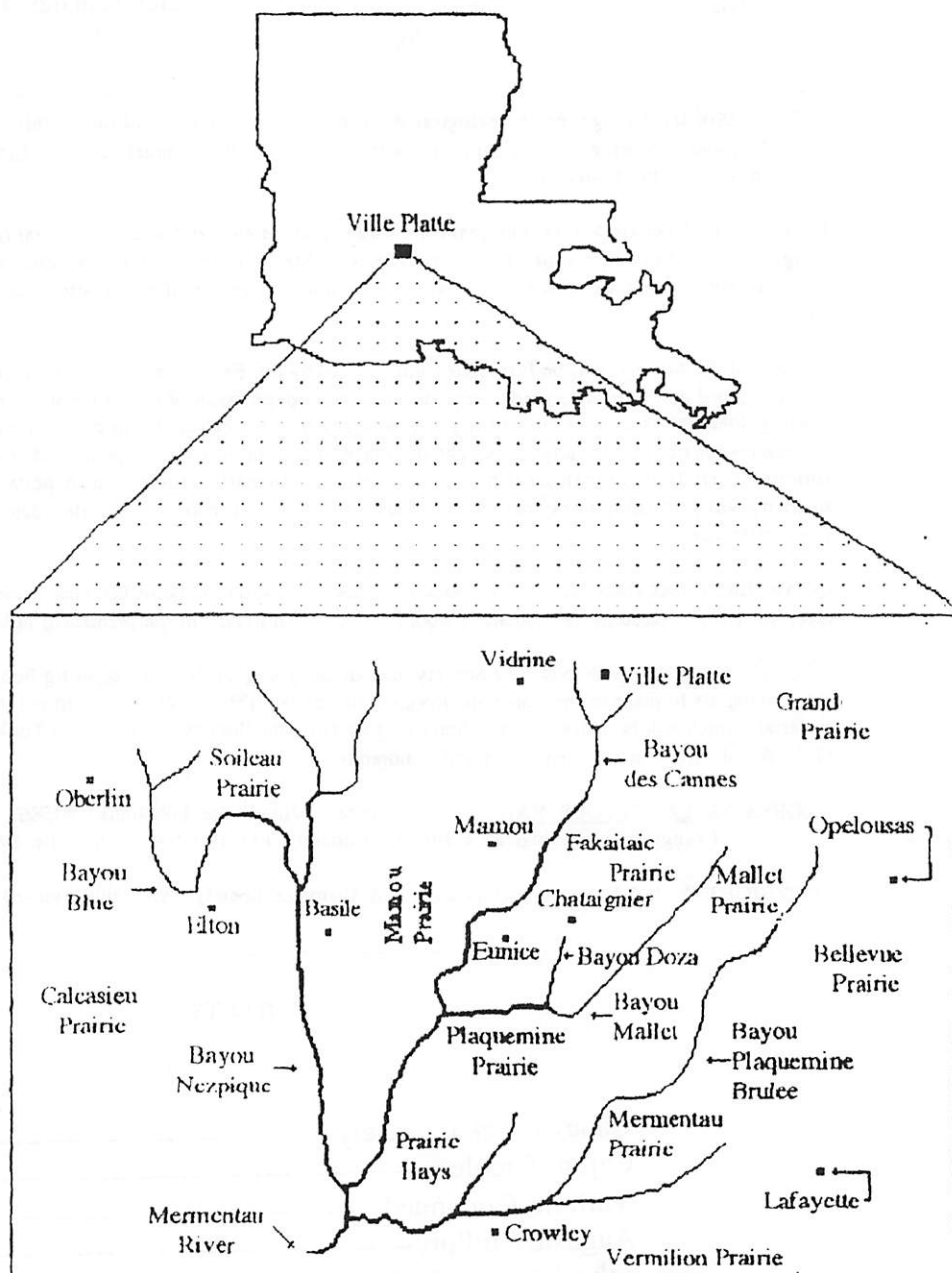 Ville Platte
Vidrine
Ville Platte
Grand
Prairie
Soileau
Prairie
Bayou
des Cannes
Oberlin
Mamou
Fakaitaic
Prairie
Opelousas
Mallet
Prairie
Bayou
Blue
Elton
Basile
Mamou
Prairie
Chataignier
Eunice
Bayou Doza
Bellevue
Prairie
Calcasieu
Prairie
Bayou
Mallet
Plaquemine
Prairie
Bayou
Nezpique
Bayou
Plaquemine
Brulee
Mermentau
Prairie
Prairie
Hays
Lafayette
Mermentau
River
Crowley
Vermilion Prairie